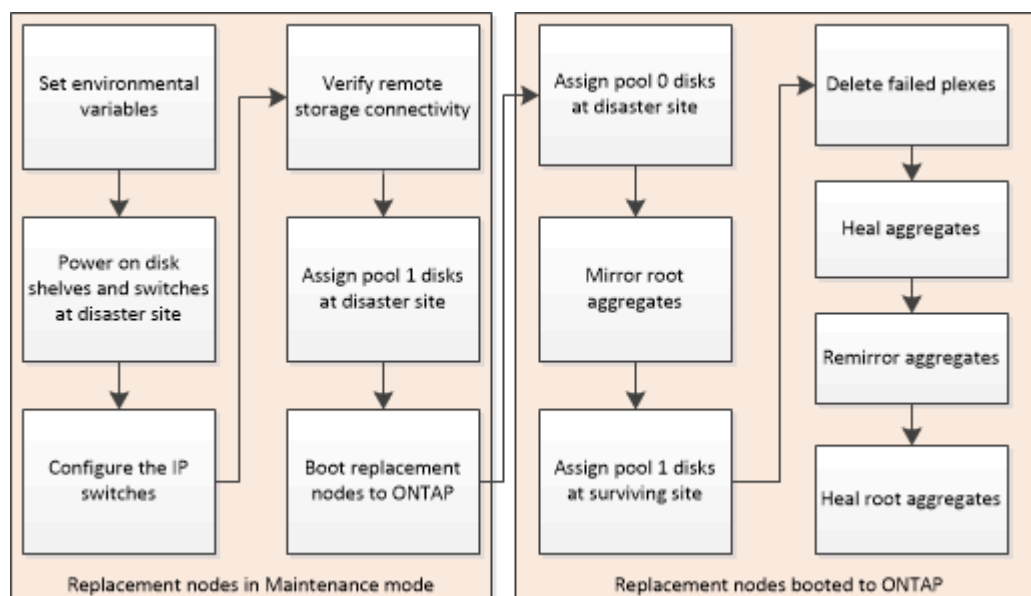 Set environmental
variables
Power on disk
shelves and switches
at disaster site
Configure the IP
switches
Verify remote
storage connectivity
Assign pool 1 disks
at disaster site
Boot replacement
nodes to ONTAP
Replacement nodes in Maintenance mode
Assign pool 0 disks
at disaster site
Mirror root
aggregates
Assign pool 1 disks
at surviving site
Delete failed plexes
Heal aggregates
Remirror aggregates
Heal root aggregates
Replacement nodes booted to ONTAP